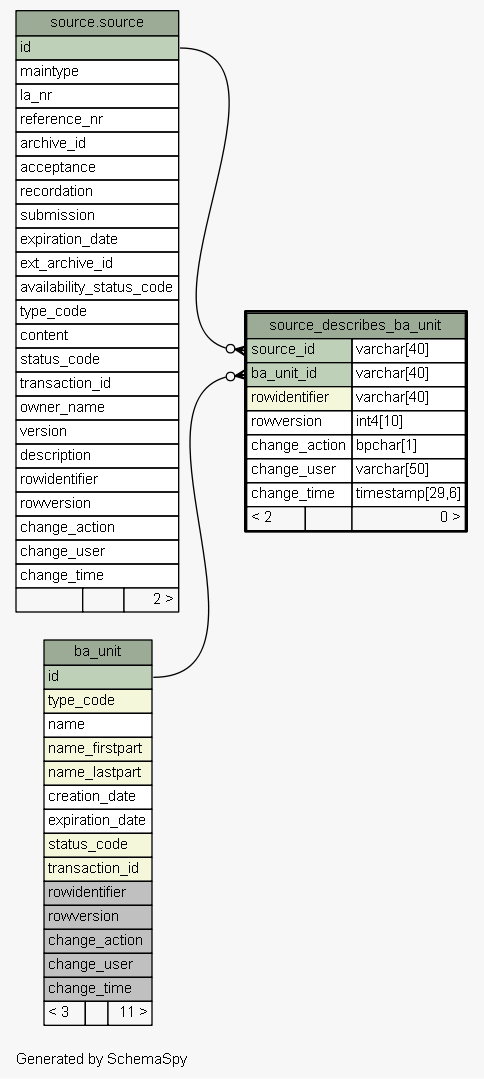 source.source
id
maintype
la_nr
reference_nr
archive_id
acceptance
recordation
submission
expiration_date
ext_archive_id
availability_status_code
type_code
content
status_code
transaction_id
owner_name
version
description
rowidentifier
rowversion
change_action
change_user
change_time
2 >
source_describes_ba_unit
source_id varchar[40]
ba_unit_id varchar[40]
rowidentifier varchar[40]
rowversion int4[10]
change_action bpchar[1]
change_user varchar[50]
change_time timestamp[29,6]
< 2 0 >
ba_unit
id
type_code
name
name_firstpart
name_lastpart
creation_date
expiration_date
status_code
transaction_id
rowidentifier
rowversion
change_action
change_user
change_time
< 3 11 >
Generated by SchemaSpy